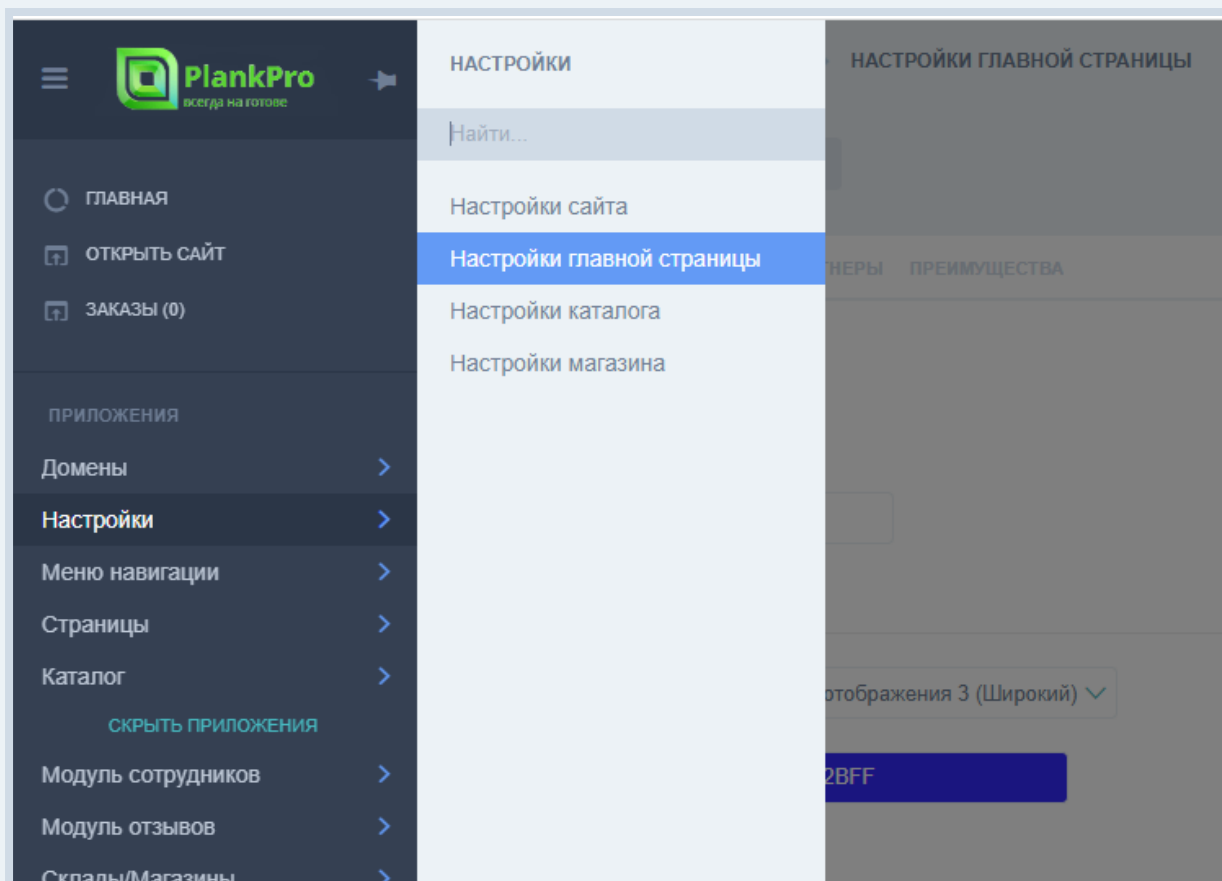 PlankPro
всегда на готове
ГЛАВНАЯ
ОТКРЫТЬ САЙТ
ЗАКАЗЫ (0)
ПРИЛОЖЕНИЯ
Домены
Настройки
Меню навигации
Страницы
Каталог
СКРЫТЬ ПРИЛОЖЕНИЯ
Модуль сотрудников
Модуль отзывов
Склады/Магазины
НАСТРОЙКИ
Найти...
Настройки сайта
Настройки главной страницы
Настройки каталога
Настройки магазина
НАСТРОЙКИ ГЛАВНОЙ СТРАНИЦЫ
ТНЕРЫ ПРЕИМУЩЕСТВА
отображения 3 (Широкий)
2BFF